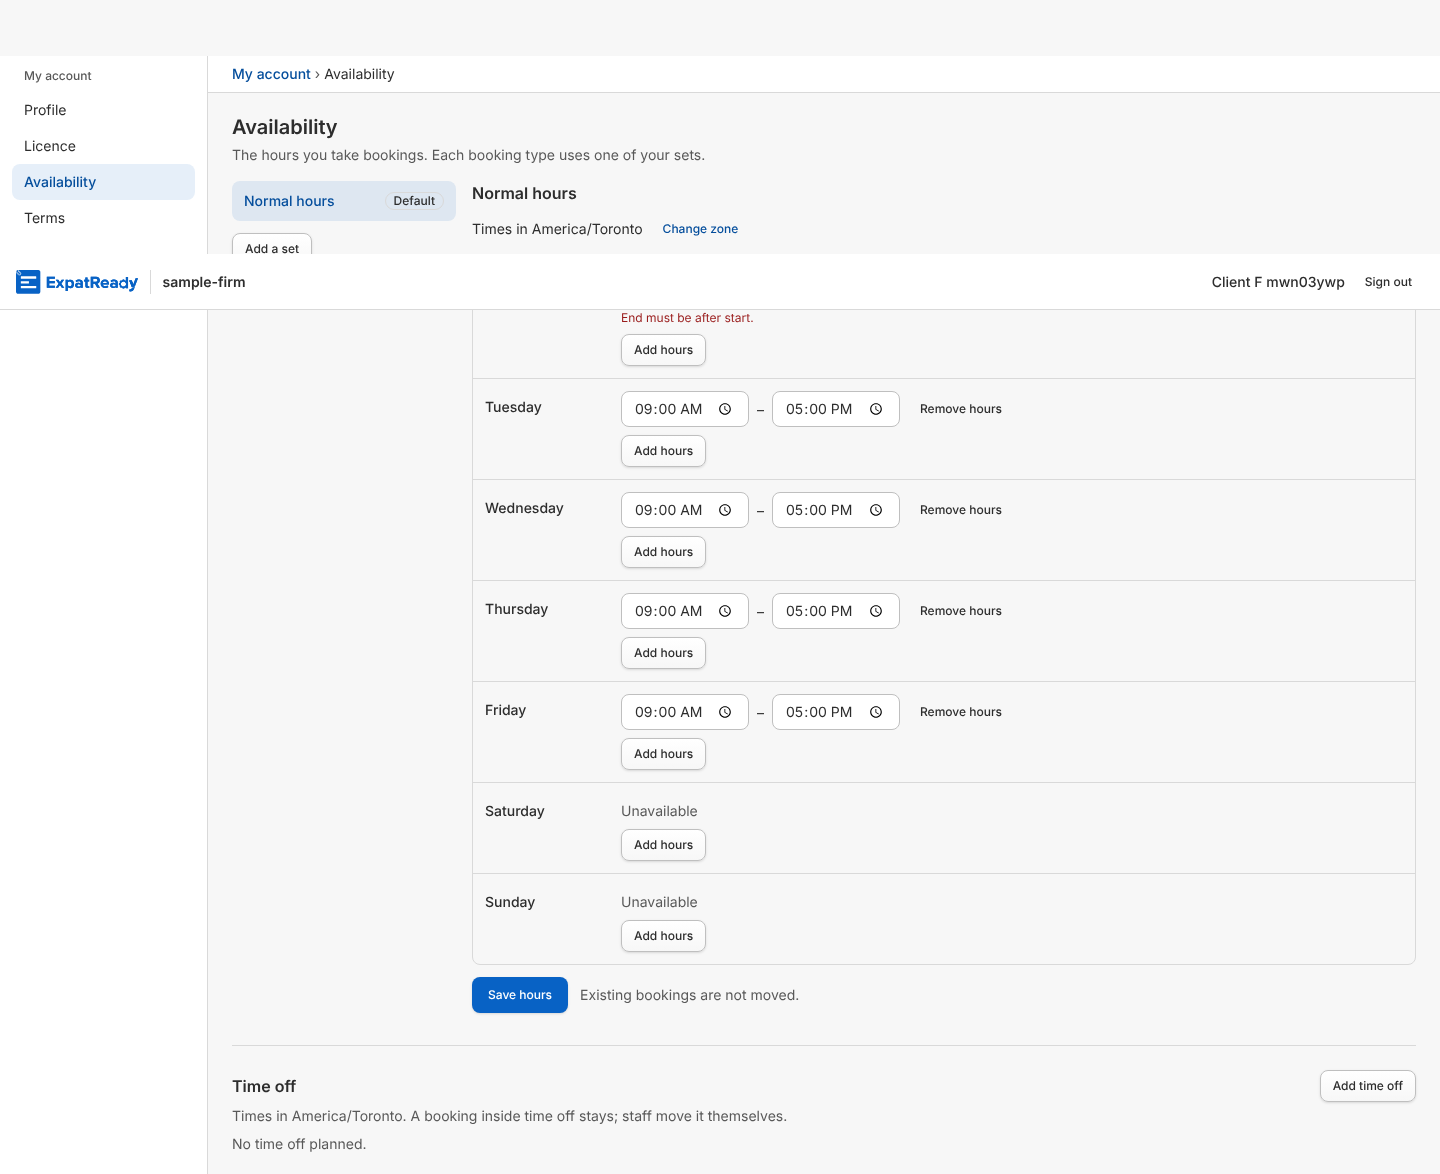 My account
Profile
Licence
Availability
Terms
My account › Availability
Availability
The hours you take bookings. Each booking type uses one of your sets.
Normal hours Default
Add a set
Normal hours
Times in America/Toronto Change zone
ExpatReady sample-firm Client F mwn03ywp Sign out
End must be after start.
Add hours
Tuesday 09:00 AM – 05:00 PM Remove hours
Add hours
Wednesday 09:00 AM – 05:00 PM Remove hours
Add hours
Thursday 09:00 AM – 05:00 PM Remove hours
Add hours
Friday 09:00 AM – 05:00 PM Remove hours
Add hours
Saturday Unavailable
Add hours
Sunday Unavailable
Add hours
Save hours Existing bookings are not moved.
Time off Add time off
Times in America/Toronto. A booking inside time off stays; staff move it themselves.
No time off planned.